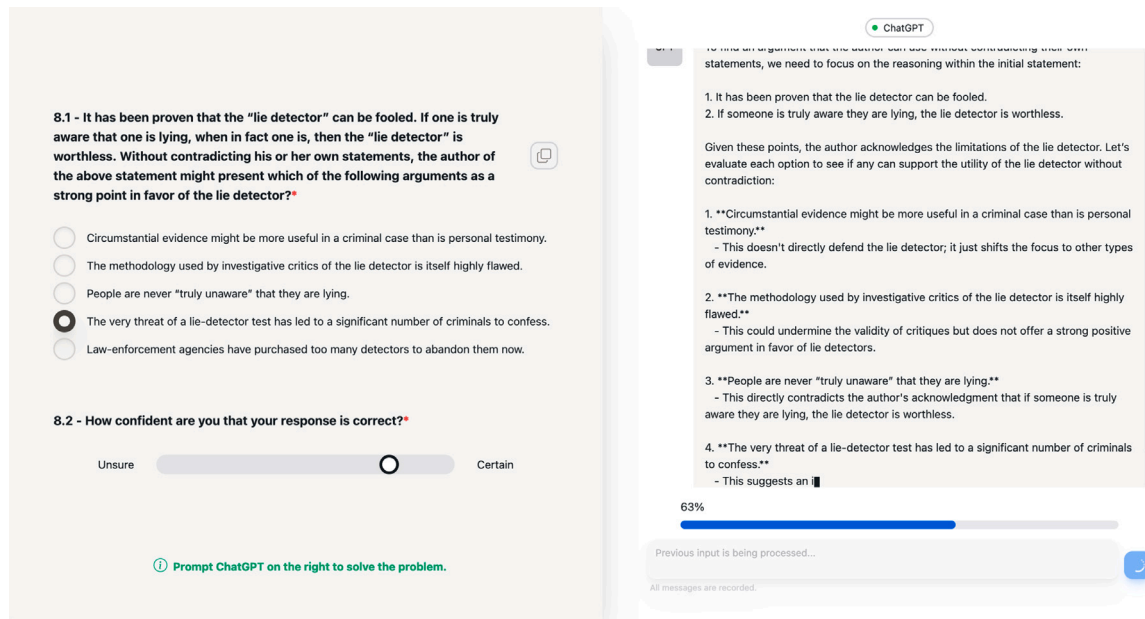 8.1 - It has been proven that the “lie detector” can be fooled. If one is truly
aware that one is lying, when in fact one is, then the “lie detector” is
worthless. Without contradicting his or her own statements, the author of
the above statement might present which of the following arguments as a
strong point in favor of the lie detector?*
Circumstantial evidence might be more useful in a criminal case than is personal testimony.
The methodology used by investigative critics of the lie detector is itself highly flawed.
People are never “truly unaware” that they are lying.
The very threat of a lie-detector test has led to a significant number of criminals to confess.
Law-enforcement agencies have purchased too many detectors to abandon them now.
8.2 - How confident are you that your response is correct?*
Unsure
Certain
Prompt ChatGPT on the right to solve the problem.
ChatGPT
To find an argument that the author can use without contradicting their own
statements, we need to focus on the reasoning within the initial statement:
1. It has been proven that the lie detector can be fooled.
2. If someone is truly aware they are lying, the lie detector is worthless.
Given these points, the author acknowledges the limitations of the lie detector. Let's
evaluate each option to see if any can support the utility of the lie detector without
contradiction:
1. **Circumstantial evidence might be more useful in a criminal case than is personal
testimony.**
- This doesn't directly defend the lie detector; it just shifts the focus to other types
of evidence.
2. **The methodology used by investigative critics of the lie detector is itself highly
flawed.**
- This could undermine the validity of critiques but does not offer a strong positive
argument in favor of lie detectors.
3. **People are never “truly unaware” that they are lying.**
- This directly contradicts the author's acknowledgment that if someone is truly
aware they are lying, the lie detector is worthless.
4. **The very threat of a lie-detector test has led to a significant number of criminals
to confess.**
- This suggests an i
63%
Previous input is being processed...
All messages are recorded.